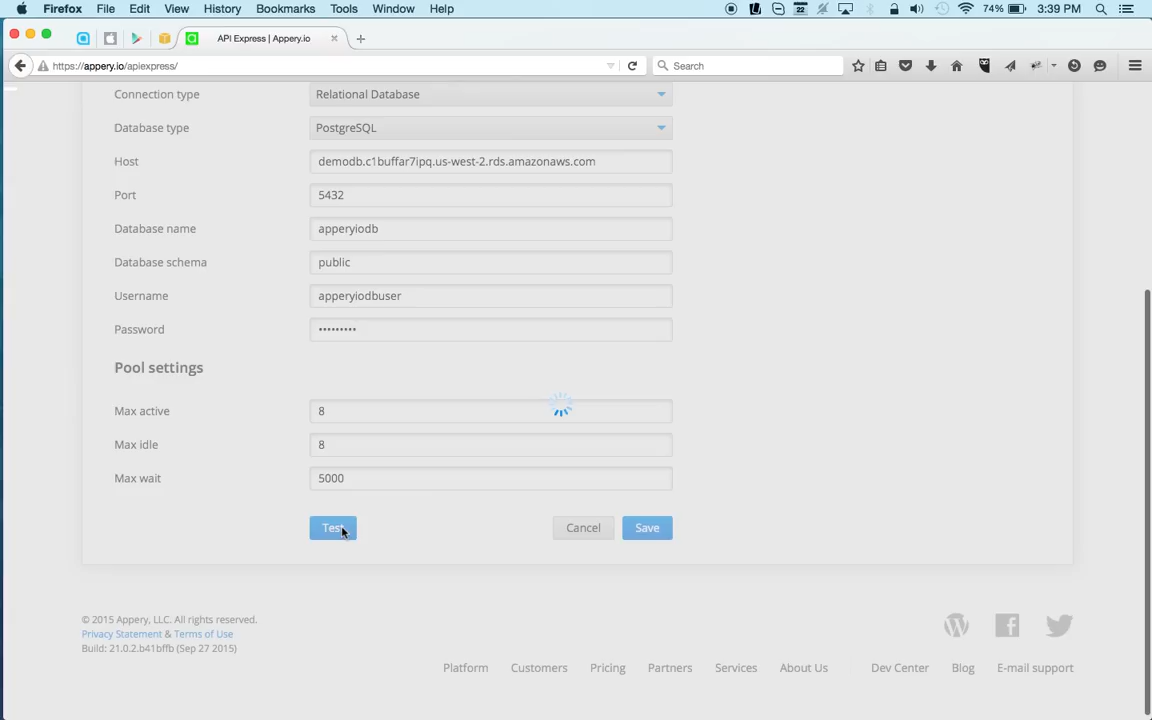 Firefox File Edit View History Bookmarks Tools Window Help 22 74% 3:39 PM
API Express | Appery.io
https://appery.io/apiexpress/ Search
Connection type Relational Database
Database type PostgreSQL
Host demodb.c1buffar7ipq.us-west-2.rds.amazonaws.com
Port 5432
Database name apperyiodb
Database schema public
Username apperyiodbuser
Password •••••••••
Pool settings
Max active 8
Max idle 8
Max wait 5000
Test Cancel Save
© 2015 Appery, LLC. All rights reserved.
Privacy Statement & Terms of Use
Build: 21.0.2.b41bffb (Sep 27 2015)
Platform Customers Pricing Partners Services About Us Dev Center Blog E-mail support